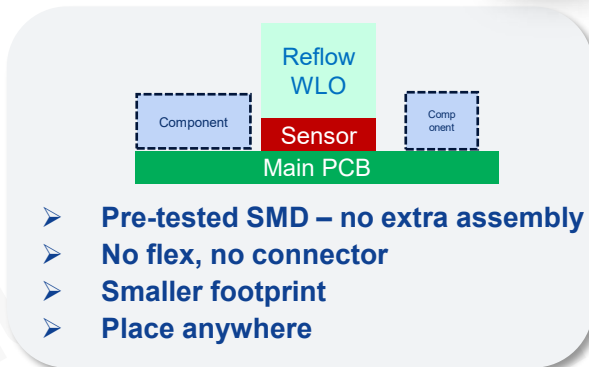 Reflow
WLO
Component
Comp
onent
Sensor
Main PCB
➢ Pre-tested SMD – no extra assembly
➢ No flex, no connector
➢ Smaller footprint
➢ Place anywhere